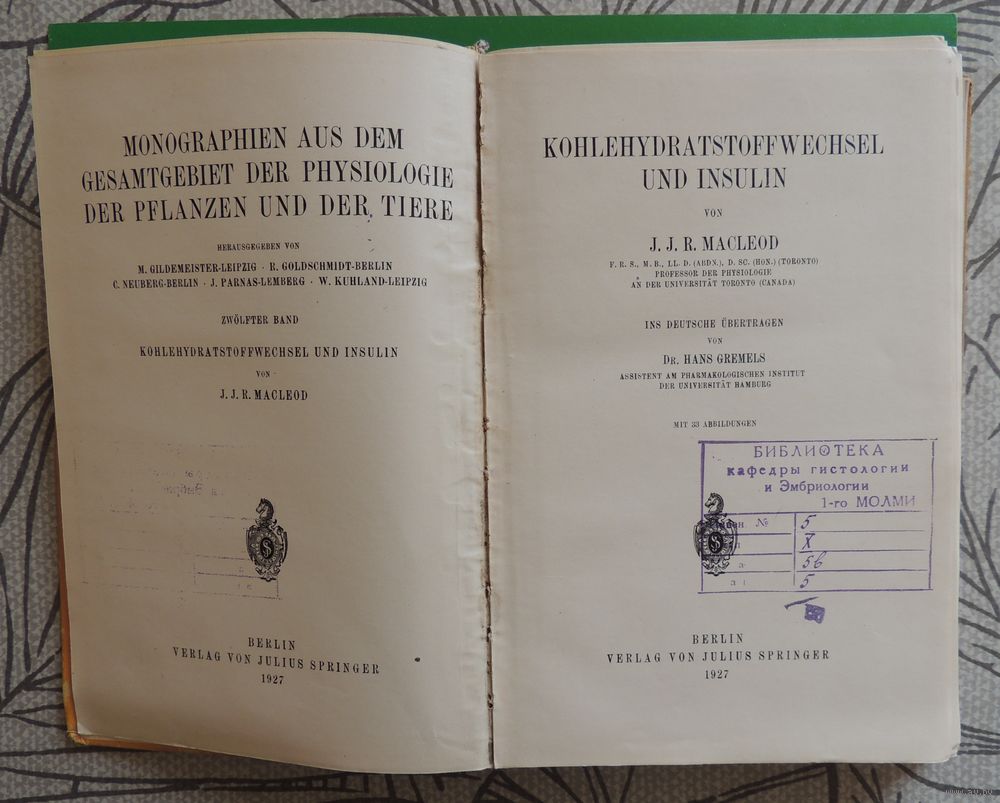 MONOGRAPHIEN AUS DEM
GESAMTGEBIET DER PHYSIOLOGIE
DER PFLANZEN UND DER TIERE
HERAUSGEGEBEN VON
M. GILDEMEISTER-LEIPZIG · R. GOLDSCHMIDT-BERLIN
C. NEUBERG-BERLIN · J. PARNAS-LEMBERG · W. RUHLAND-LEIPZIG
ZWÖLFTER BAND
KOHLEHYDRATSTOFFWECHSEL UND INSULIN
VON
J. J. R. MACLEOD
BERLIN
VERLAG VON JULIUS SPRINGER
1927
KOHLEHYDRATSTOFFWECHSEL
UND INSULIN
VON
J. J. R. MACLEOD
F. R. S., M. B., LL. D. (ABDN.), D. SC. (HON.) (TORONTO)
PROFESSOR DER PHYSIOLOGIE
AN DER UNIVERSITÄT TORONTO (CANADA)
INS DEUTSCHE ÜBERTRAGEN
VON
DR. HANS GREMELS
ASSISTENT AM PHARMAKOLOGISCHEN INSTITUT
DER UNIVERSITÄT HAMBURG
MIT 33 ABBILDUNGEN
БИБЛИОТЕКА
кафедры гистологии
и Эмбриологии
1-го МОЛМИ
№ 5
X
5б
5
BERLIN
VERLAG VON JULIUS SPRINGER
1927